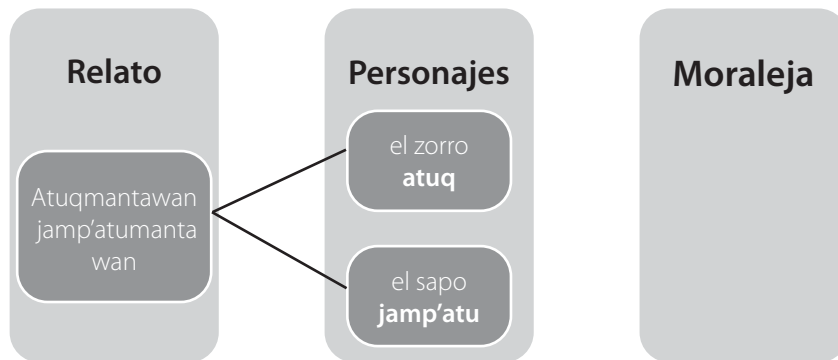 Relato
Atuqmantawan
jamp'atumanta
wan
Personajes
el zorro
atuq
el sapo
jamp'atu
Moraleja